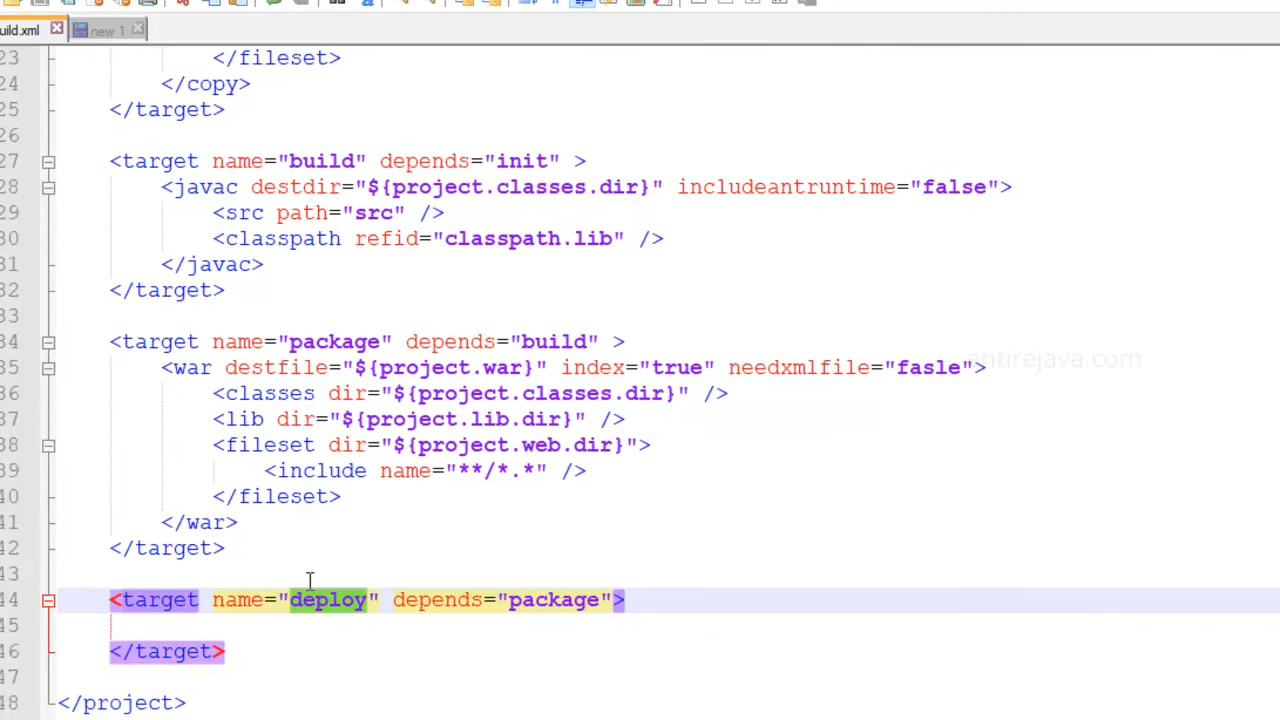 uild.xml
new 1
23 </fileset>
24 </copy>
25 </target>
26
27 <target name="build" depends="init" >
28 <javac destdir="${project.classes.dir}" includeantruntime="false">
29 <src path="src" />
30 <classpath refid="classpath.lib" />
31 </javac>
32 </target>
33
34 <target name="package" depends="build" >
35 <war destfile="${project.war}" index="true" needxmlfile="fasle">
36 <classes dir="${project.classes.dir}" />
37 <lib dir="${project.lib.dir}" />
38 <fileset dir="${project.web.dir}">
39 <include name="**/*.*" />
40 </fileset>
41 </war>
42 </target>
43
44 <target name="deploy" depends="package">
45
46 </target>
47
48 </project>
entirejava.com